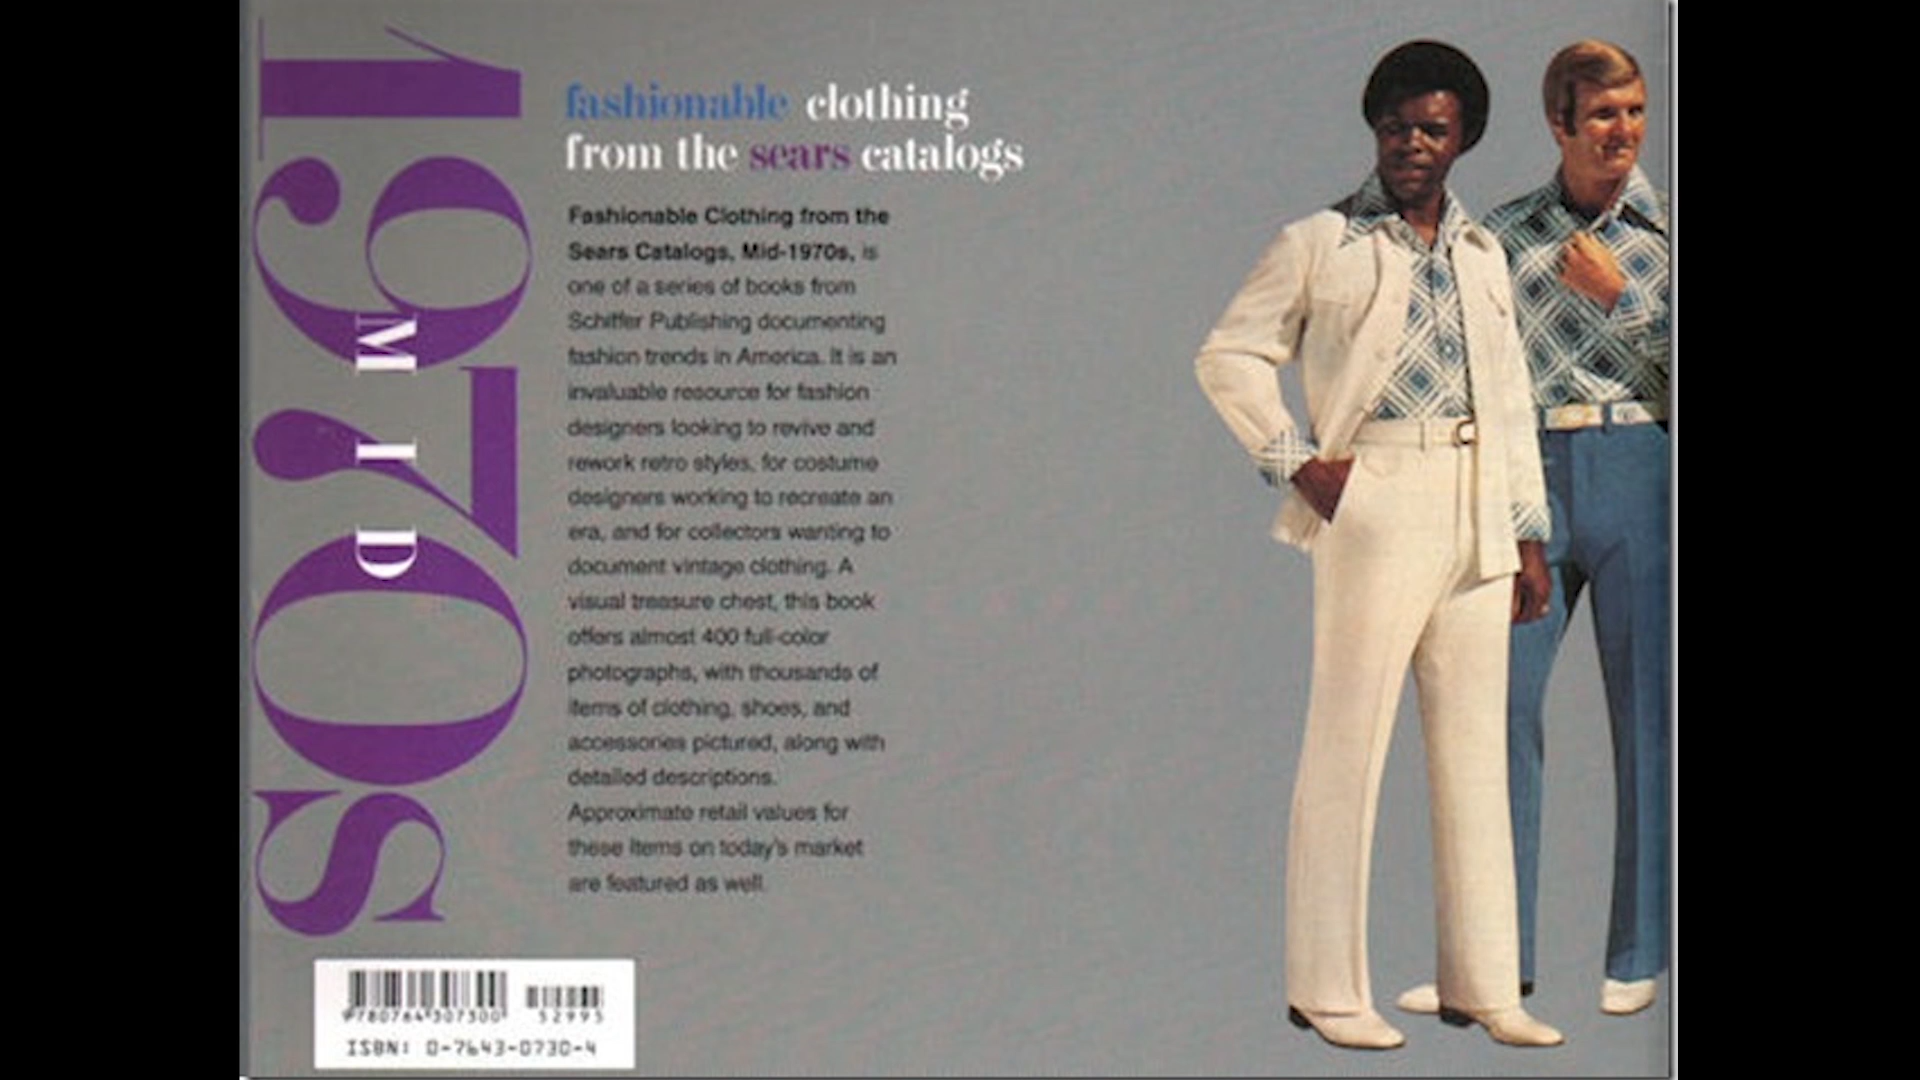 1970s
MID
fashionable clothing
from the sears catalogs
Fashionable Clothing from the
Sears Catalogs, Mid-1970s, is
one of a series of books from
Schiffer Publishing documenting
fashion trends in America. It is an
invaluable resource for fashion
designers looking to revive and
rework retro styles, for costume
designers working to recreate an
era, and for collectors wanting to
document vintage clothing. A
visual treasure chest, this book
offers almost 400 full-color
photographs, with thousands of
items of clothing, shoes, and
accessories pictured, along with
detailed descriptions.
Approximate retail values for
these items on today's market
are featured as well.
9780764307300
52995
ISBN: 0-7643-0730-4